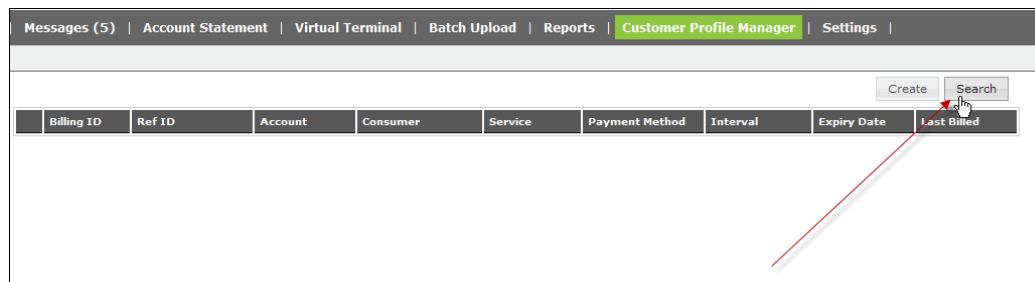 Messages (5) | Account Statement | Virtual Terminal | Batch Upload | Reports | Customer Profile Manager | Settings |
Create Search
Billing ID Ref ID Account Consumer Service Payment Method Interval Expiry Date Last Billed